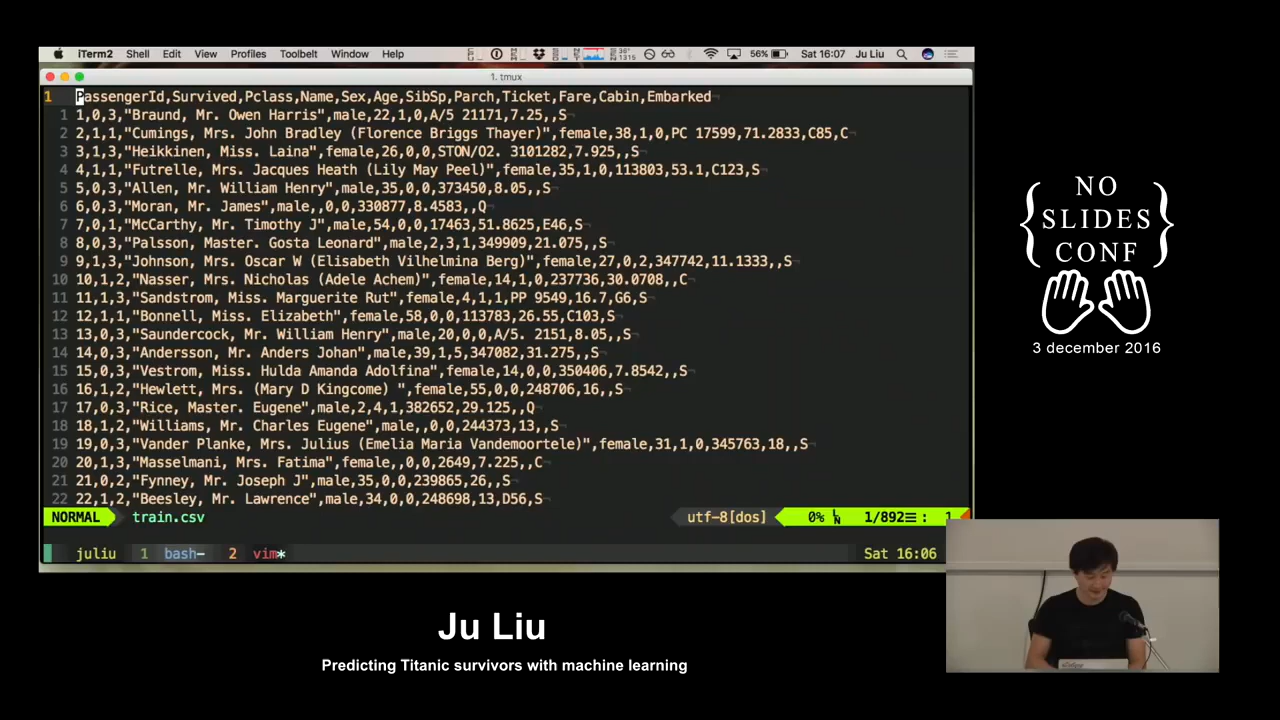 iTerm2 Shell Edit View Profiles Toolbelt Window Help 56% Sat 16:07 Ju Liu
1. tmux
1 PassengerId,Survived,Pclass,Name,Sex,Age,SibSp,Parch,Ticket,Fare,Cabin,Embarked¬
1 1,0,3,"Braund, Mr. Owen Harris",male,22,1,0,A/5 21171,7.25,,S¬
2 2,1,1,"Cumings, Mrs. John Bradley (Florence Briggs Thayer)",female,38,1,0,PC 17599,71.2833,C85,C¬
3 3,1,3,"Heikkinen, Miss. Laina",female,26,0,0,STON/O2. 3101282,7.925,,S¬
4 4,1,1,"Futrelle, Mrs. Jacques Heath (Lily May Peel)",female,35,1,0,113803,53.1,C123,S¬
5 5,0,3,"Allen, Mr. William Henry",male,35,0,0,373450,8.05,,S¬
6 6,0,3,"Moran, Mr. James",male,,0,0,330877,8.4583,,Q¬
7 7,0,1,"McCarthy, Mr. Timothy J",male,54,0,0,17463,51.8625,E46,S¬
8 8,0,3,"Palsson, Master. Gosta Leonard",male,2,3,1,349909,21.075,,S¬
9 9,1,3,"Johnson, Mrs. Oscar W (Elisabeth Vilhelmina Berg)",female,27,0,2,347742,11.1333,,S¬
10 10,1,2,"Nasser, Mrs. Nicholas (Adele Achem)",female,14,1,0,237736,30.0708,,C¬
11 11,1,3,"Sandstrom, Miss. Marguerite Rut",female,4,1,1,PP 9549,16.7,G6,S¬
12 12,1,1,"Bonnell, Miss. Elizabeth",female,58,0,0,113783,26.55,C103,S¬
13 13,0,3,"Saundercock, Mr. William Henry",male,20,0,0,A/5. 2151,8.05,,S¬
14 14,0,3,"Andersson, Mr. Anders Johan",male,39,1,5,347082,31.275,,S¬
15 15,0,3,"Vestrom, Miss. Hulda Amanda Adolfina",female,14,0,0,350406,7.8542,,S¬
16 16,1,2,"Hewlett, Mrs. (Mary D Kingcome) ",female,55,0,0,248706,16,,S¬
17 17,0,3,"Rice, Master. Eugene",male,2,4,1,382652,29.125,,Q¬
18 18,1,2,"Williams, Mr. Charles Eugene",male,,0,0,244373,13,,S¬
19 19,0,3,"Vander Planke, Mrs. Julius (Emelia Maria Vandemoortele)",female,31,1,0,345763,18,,S¬
20 20,1,3,"Masselmani, Mrs. Fatima",female,,0,0,2649,7.225,,C¬
21 21,0,2,"Fynney, Mr. Joseph J",male,35,0,0,239865,26,,S¬
22 22,1,2,"Beesley, Mr. Lawrence",male,34,0,0,248698,13,D56,S¬
NORMAL train.csv utf-8[dos] 0% 1/892 : 1
juliu 1 bash- 2 vim* Sat 16:06
NO
SLIDES
CONF
3 december 2016
Ju Liu
Predicting Titanic survivors with machine learning